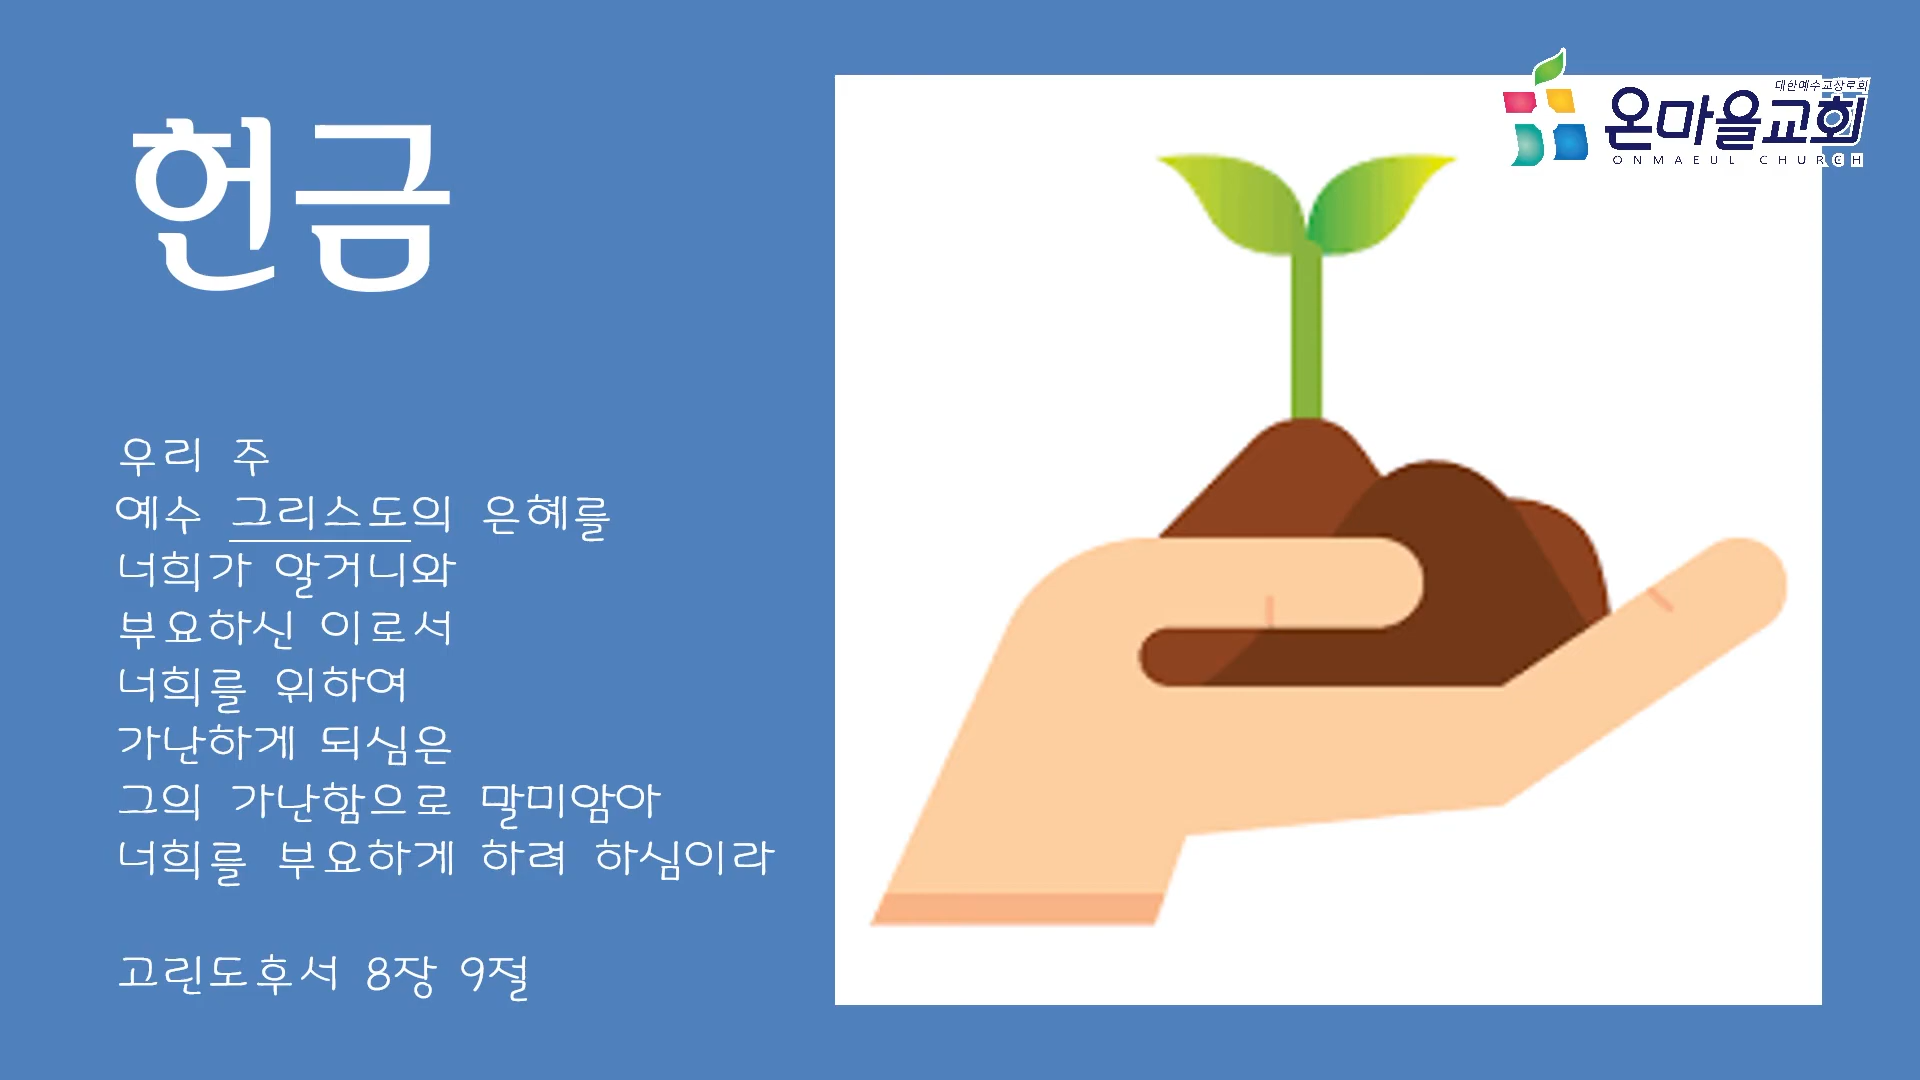 헌금
우리 주
예수 그리스도의 은혜를
너희가 알거니와
부요하신 이로서
너희를 위하여
가난하게 되심은
그의 가난함으로 말미암아
너희를 부요하게 하려 하심이라
고린도후서 8장 9절
대한예수교장로회
온마을교회
ONMAEUL CHURCH